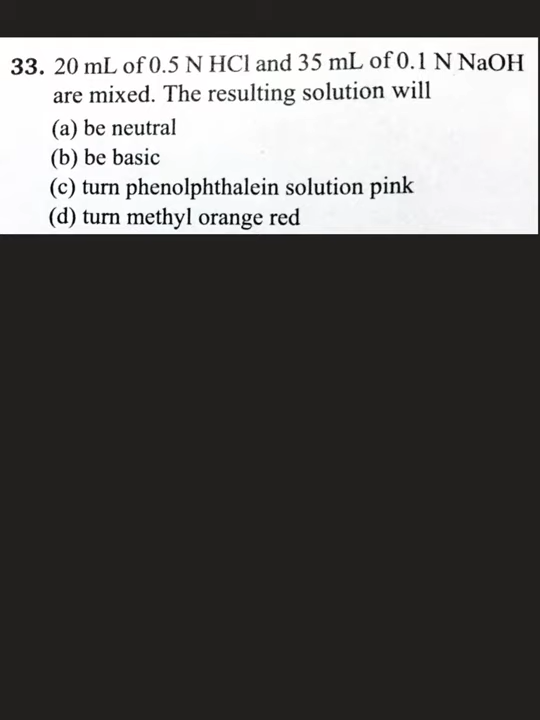 33. 20 mL of 0.5 N HCl and 35 mL of 0.1 N NaOH
are mixed. The resulting solution will
(a) be neutral
(b) be basic
(c) turn phenolphthalein solution pink
(d) turn methyl orange red